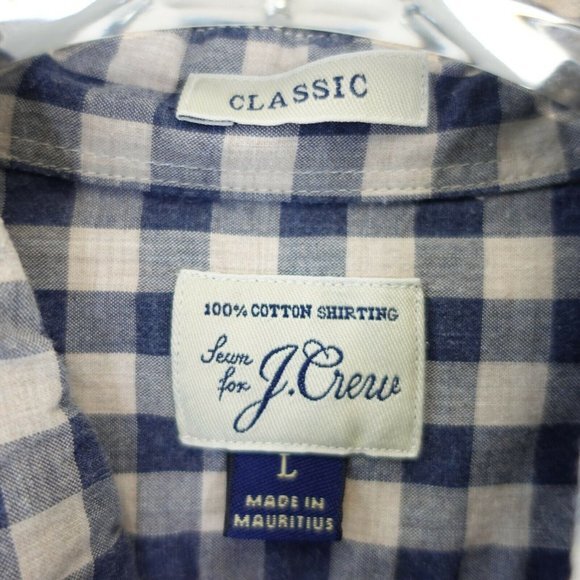 CLASSIC
100% COTTON SHIRTING
Sewn
for J.Crew
L
MADE IN
MAURITIUS